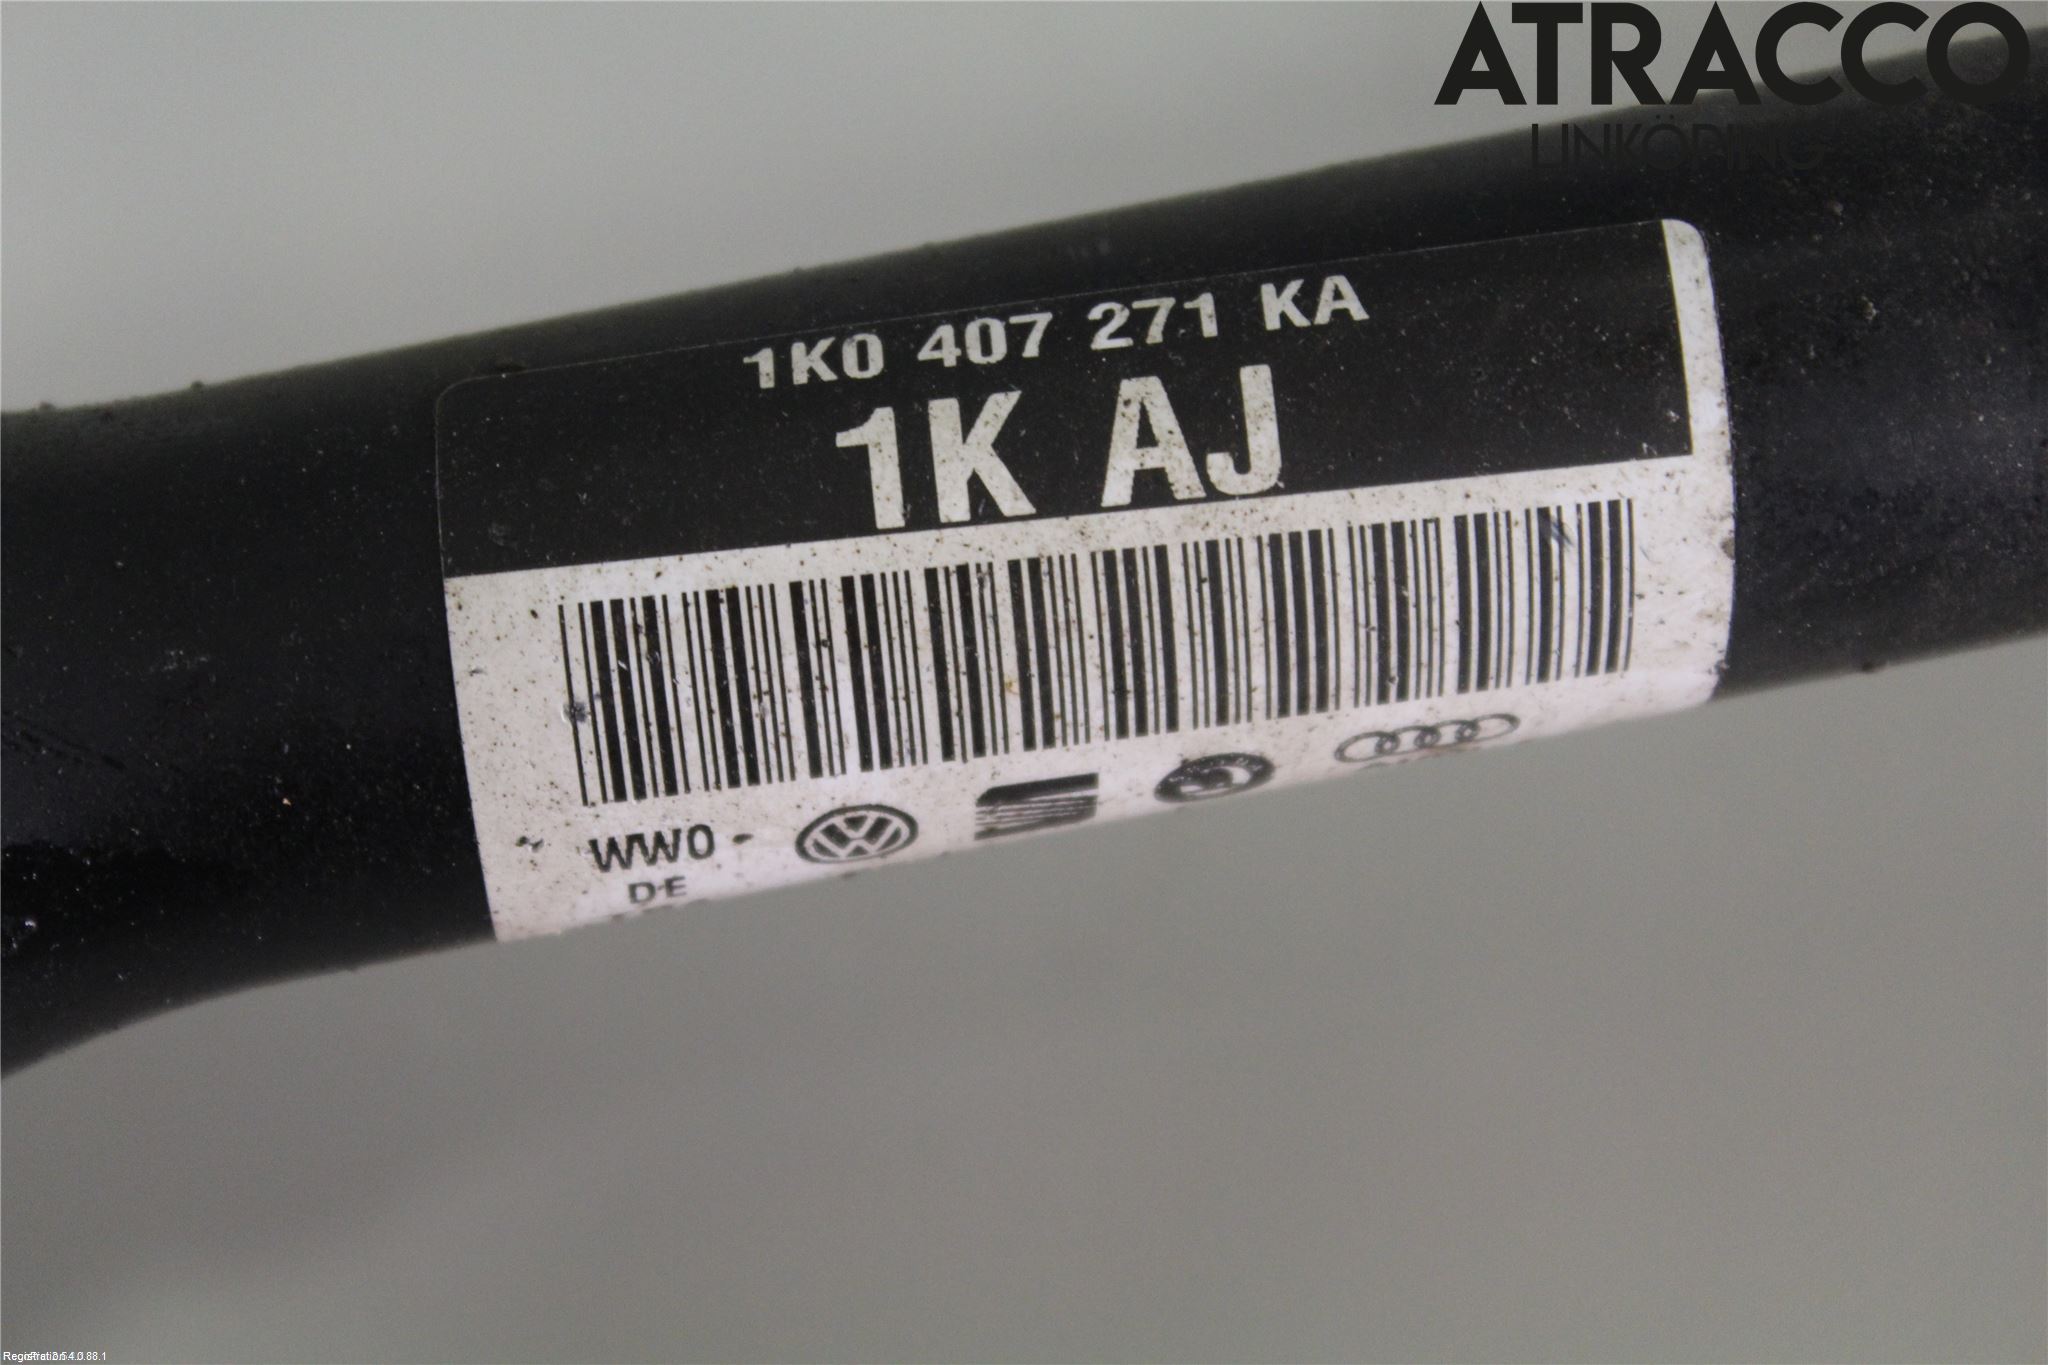 ATRACCO
LINKÖPING
1K0 407 271 KA
1K AJ
WW0 -
DE